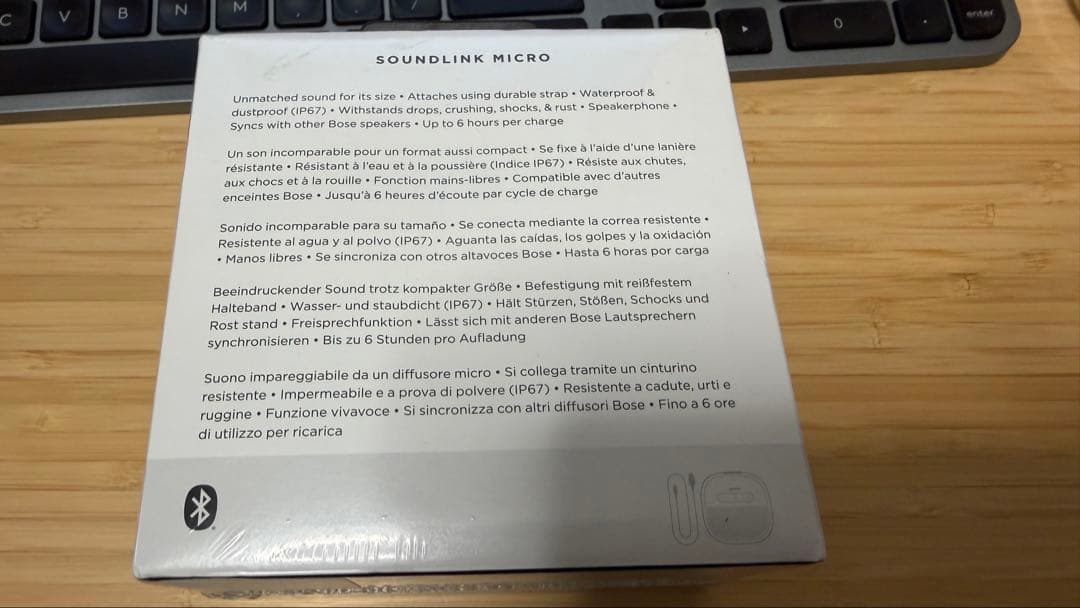 C V B N M
0 . enter
SOUNDLINK MICRO
Unmatched sound for its size • Attaches using durable strap • Waterproof &
dustproof (IP67) • Withstands drops, crushing, shocks, & rust • Speakerphone •
Syncs with other Bose speakers • Up to 6 hours per charge
Un son incomparable pour un format aussi compact • Se fixe à l'aide d'une lanière
résistante • Résistant à l'eau et à la poussière (Indice IP67) • Résiste aux chutes,
aux chocs et à la rouille • Fonction mains-libres • Compatible avec d'autres
enceintes Bose • Jusqu'à 6 heures d'écoute par cycle de charge
Sonido incomparable para su tamaño • Se conecta mediante la correa resistente •
Resistente al agua y al polvo (IP67) • Aguanta las caídas, los golpes y la oxidación
• Manos libres • Se sincroniza con otros altavoces Bose • Hasta 6 horas por carga
Beeindruckender Sound trotz kompakter Größe • Befestigung mit reißfestem
Halteband • Wasser- und staubdicht (IP67) • Hält Stürzen, Stößen, Schocks und
Rost stand • Freisprechfunktion • Lässt sich mit anderen Bose Lautsprechern
synchronisieren • Bis zu 6 Stunden pro Aufladung
Suono impareggiabile da un diffusore micro • Si collega tramite un cinturino
resistente • Impermeabile e a prova di polvere (IP67) • Resistente a cadute, urti e
ruggine • Funzione vivavoce • Si sincronizza con altri diffusori Bose • Fino a 6 ore
di utilizzo per ricarica